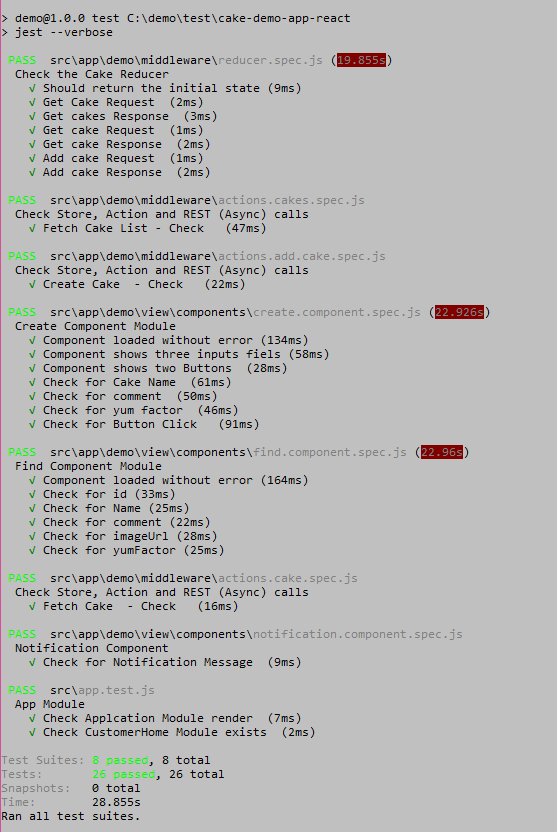 > demo@1.0.0 test C:\demo\test\cake-demo-app-react
> jest --verbose
PASS src\app\demo\middleware\reducer.spec.js (19.855s)
Check the Cake Reducer
√ Should return the initial state (9ms)
√ Get Cake Request (2ms)
√ Get cakes Response (3ms)
√ Get cake Request (1ms)
√ Get cake Response (2ms)
√ Add cake Request (1ms)
√ Add cake Response (2ms)
PASS src\app\demo\middleware\actions.cakes.spec.js
Check Store, Action and REST (Async) calls
√ Fetch Cake List - Check (47ms)
PASS src\app\demo\middleware\actions.add.cake.spec.js
Check Store, Action and REST (Async) calls
√ Create Cake - Check (22ms)
PASS src\app\demo\view\components\create.component.spec.js (22.926s)
Create Component Module
√ Component loaded without error (134ms)
√ Component shows three inputs fiels (58ms)
√ Component shows two Buttons (28ms)
√ Check for Cake Name (61ms)
√ Check for comment (50ms)
√ Check for yum factor (46ms)
√ Check for Button Click (91ms)
PASS src\app\demo\view\components\find.component.spec.js (22.96s)
Find Component Module
√ Component loaded without error (164ms)
√ Check for id (33ms)
√ Check for Name (25ms)
√ Check for comment (22ms)
√ Check for imageUrl (28ms)
√ Check for yumFactor (25ms)
PASS src\app\demo\middleware\actions.cake.spec.js
Check Store, Action and REST (Async) calls
√ Fetch Cake - Check (16ms)
PASS src\app\demo\view\components\notification.component.spec.js
Notification Component
√ Check for Notification Message (9ms)
PASS src\app.test.js
App Module
√ Check Applcation Module render (7ms)
√ Check CustomerHome Module exists (2ms)
Test Suites: 8 passed, 8 total
Tests: 26 passed, 26 total
Snapshots: 0 total
Time: 28.855s
Ran all test suites.